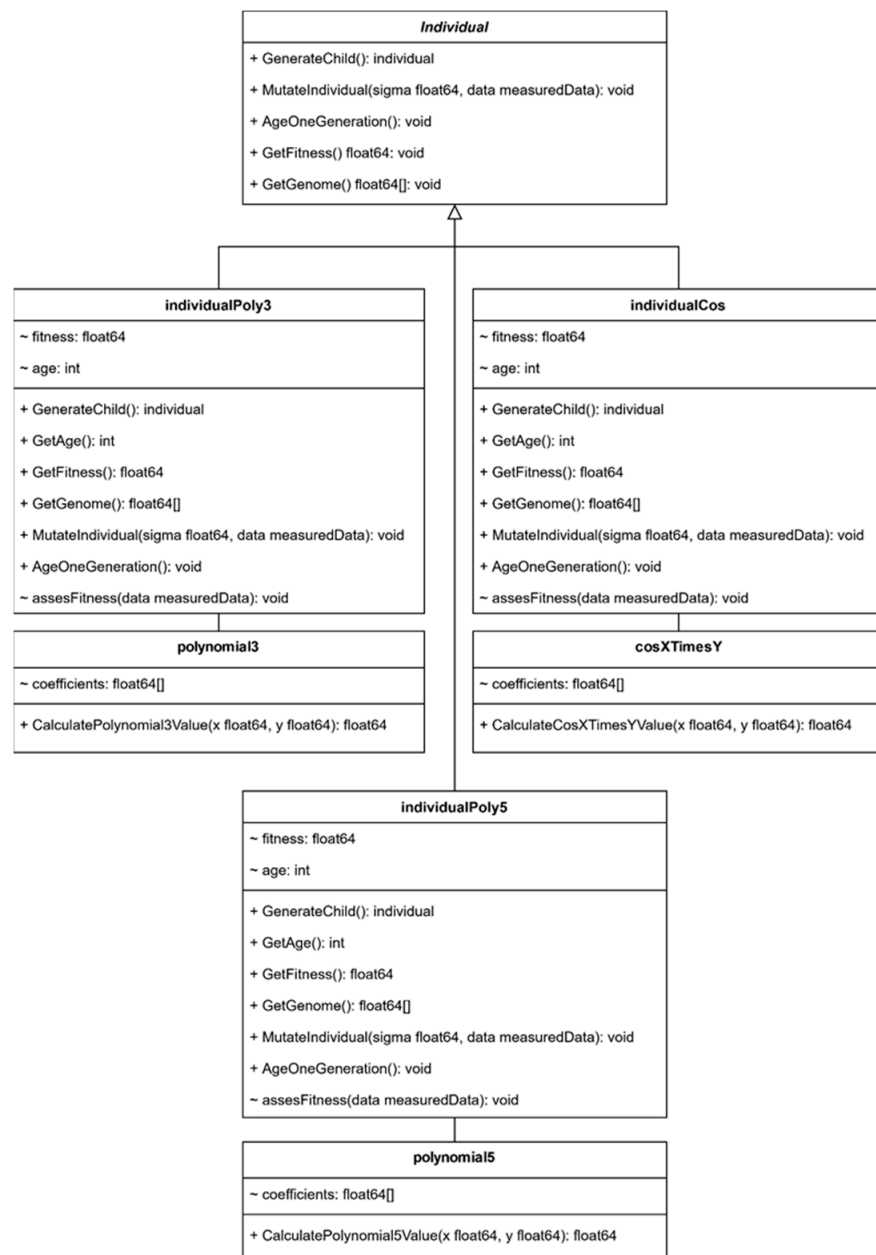 Individual
+ GenerateChild(): individual
+ MutateIndividual(sigma float64, data measuredData): void
+ AgeOneGeneration(): void
+ GetFitness() float64: void
+ GetGenome() float64[]: void
individualPoly3
~ fitness: float64
~ age: int
+ GenerateChild(): individual
+ GetAge(): int
+ GetFitness(): float64
+ GetGenome(): float64[]
+ MutateIndividual(sigma float64, data measuredData): void
+ AgeOneGeneration(): void
~ assesFitness(data measuredData): void
polynomial3
~ coefficients: float64[]
+ CalculatePolynomial3Value(x float64, y float64): float64
individualCos
~ fitness: float64
~ age: int
+ GenerateChild(): individual
+ GetAge(): int
+ GetFitness(): float64
+ GetGenome(): float64[]
+ MutateIndividual(sigma float64, data measuredData): void
+ AgeOneGeneration(): void
~ assesFitness(data measuredData): void
cosXTimesY
~ coefficients: float64[]
+ CalculateCosXTimesYValue(x float64, y float64): float64
individualPoly5
~ fitness: float64
~ age: int
+ GenerateChild(): individual
+ GetAge(): int
+ GetFitness(): float64
+ GetGenome(): float64[]
+ MutateIndividual(sigma float64, data measuredData): void
+ AgeOneGeneration(): void
~ assesFitness(data measuredData): void
polynomial5
~ coefficients: float64[]
+ CalculatePolynomial5Value(x float64, y float64): float64